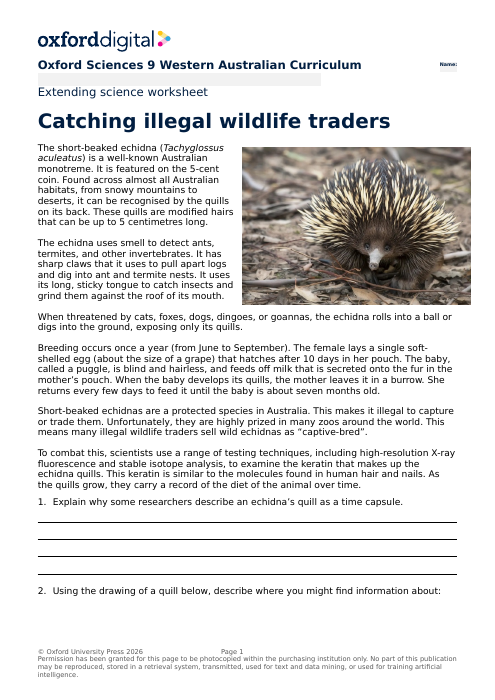 oxforddigital
Oxford Sciences 9 Western Australian Curriculum
Name:
Extending science worksheet
Catching illegal wildlife traders
The short-beaked echidna (Tachyglossus
aculeatus) is a well-known Australian
monotreme. It is featured on the 5-cent
coin. Found across almost all Australian
habitats, from snowy mountains to
deserts, it can be recognised by the quills
on its back. These quills are modified hairs
that can be up to 5 centimetres long.
The echidna uses smell to detect ants,
termites, and other invertebrates. It has
sharp claws that it uses to pull apart logs
and dig into ant and termite nests. It uses
its long, sticky tongue to catch insects and
grind them against the roof of its mouth.
When threatened by cats, foxes, dogs, dingoes, or goannas, the echidna rolls into a ball or
digs into the ground, exposing only its quills.
Breeding occurs once a year (from June to September). The female lays a single soft-
shelled egg (about the size of a grape) that hatches after 10 days in her pouch. The baby,
called a puggle, is blind and hairless, and feeds off milk that is secreted onto the fur in the
mother’s pouch. When the baby develops its quills, the mother leaves it in a burrow. She
returns every few days to feed it until the baby is about seven months old.
Short-beaked echidnas are a protected species in Australia. This makes it illegal to capture
or trade them. Unfortunately, they are highly prized in many zoos around the world. This
means many illegal wildlife traders sell wild echidnas as “captive-bred”.
To combat this, scientists use a range of testing techniques, including high-resolution X-ray
fluorescence and stable isotope analysis, to examine the keratin that makes up the
echidna quills. This keratin is similar to the molecules found in human hair and nails. As
the quills grow, they carry a record of the diet of the animal over time.
1. Explain why some researchers describe an echidna’s quill as a time capsule.
2. Using the drawing of a quill below, describe where you might find information about:
© Oxford University Press 2026 Page 1
Permission has been granted for this page to be photocopied within the purchasing institution only. No part of this publication
may be reproduced, stored in a retrieval system, transmitted, used for text and data mining, or used for training artificial
intelligence.